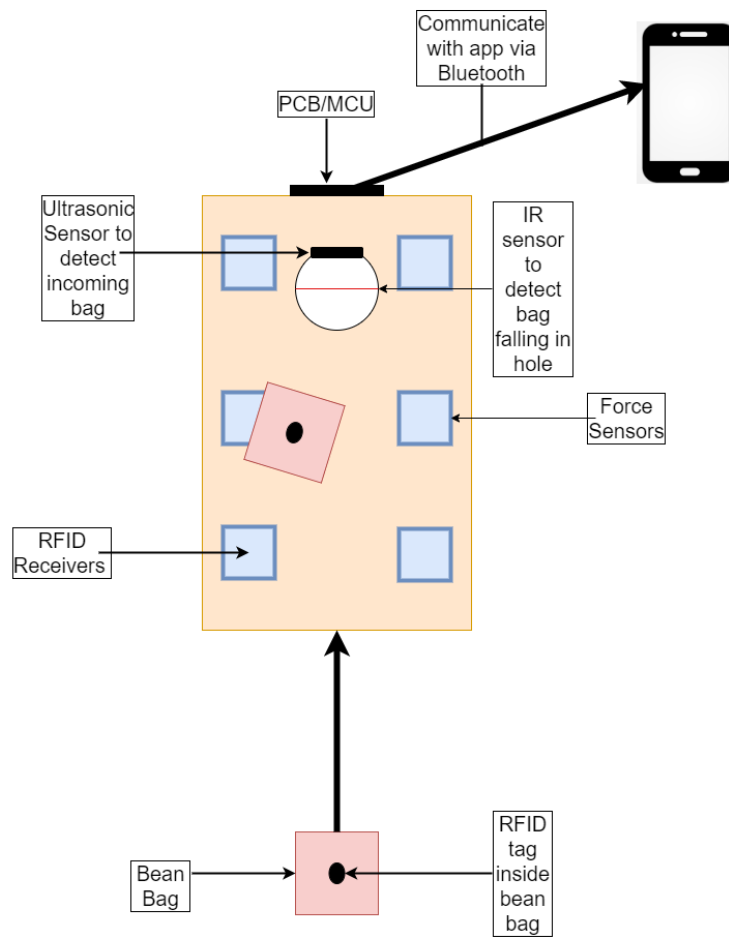 Communicate
with app via
Bluetooth
PCB/MCU
Ultrasonic
Sensor to
detect
incoming
bag
IR
sensor
to
detect
bag
falling in
hole
Force
Sensors
RFID
Receivers
Bean
Bag
RFID
tag
inside
bean
bag